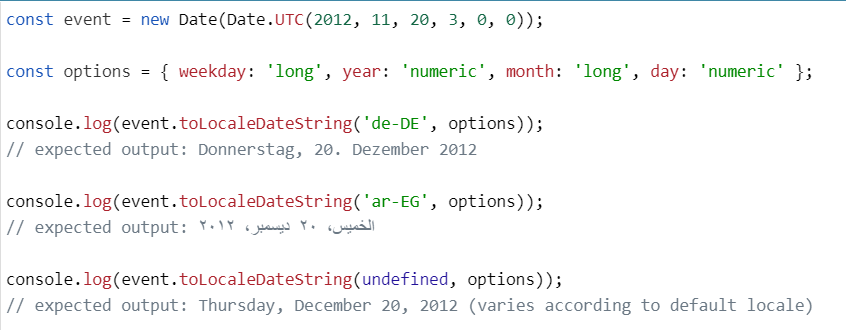 const event = new Date(Date.UTC(2012, 11, 20, 3, 0, 0));
const options = { weekday: 'long', year: 'numeric', month: 'long', day: 'numeric' };
console.log(event.toLocaleDateString('de-DE', options));
// expected output: Donnerstag, 20. Dezember 2012
console.log(event.toLocaleDateString('ar-EG', options));
// expected output: الخميس، ٢٠ ديسمبر، ٢٠١٢
console.log(event.toLocaleDateString(undefined, options));
// expected output: Thursday, December 20, 2012 (varies according to default locale)